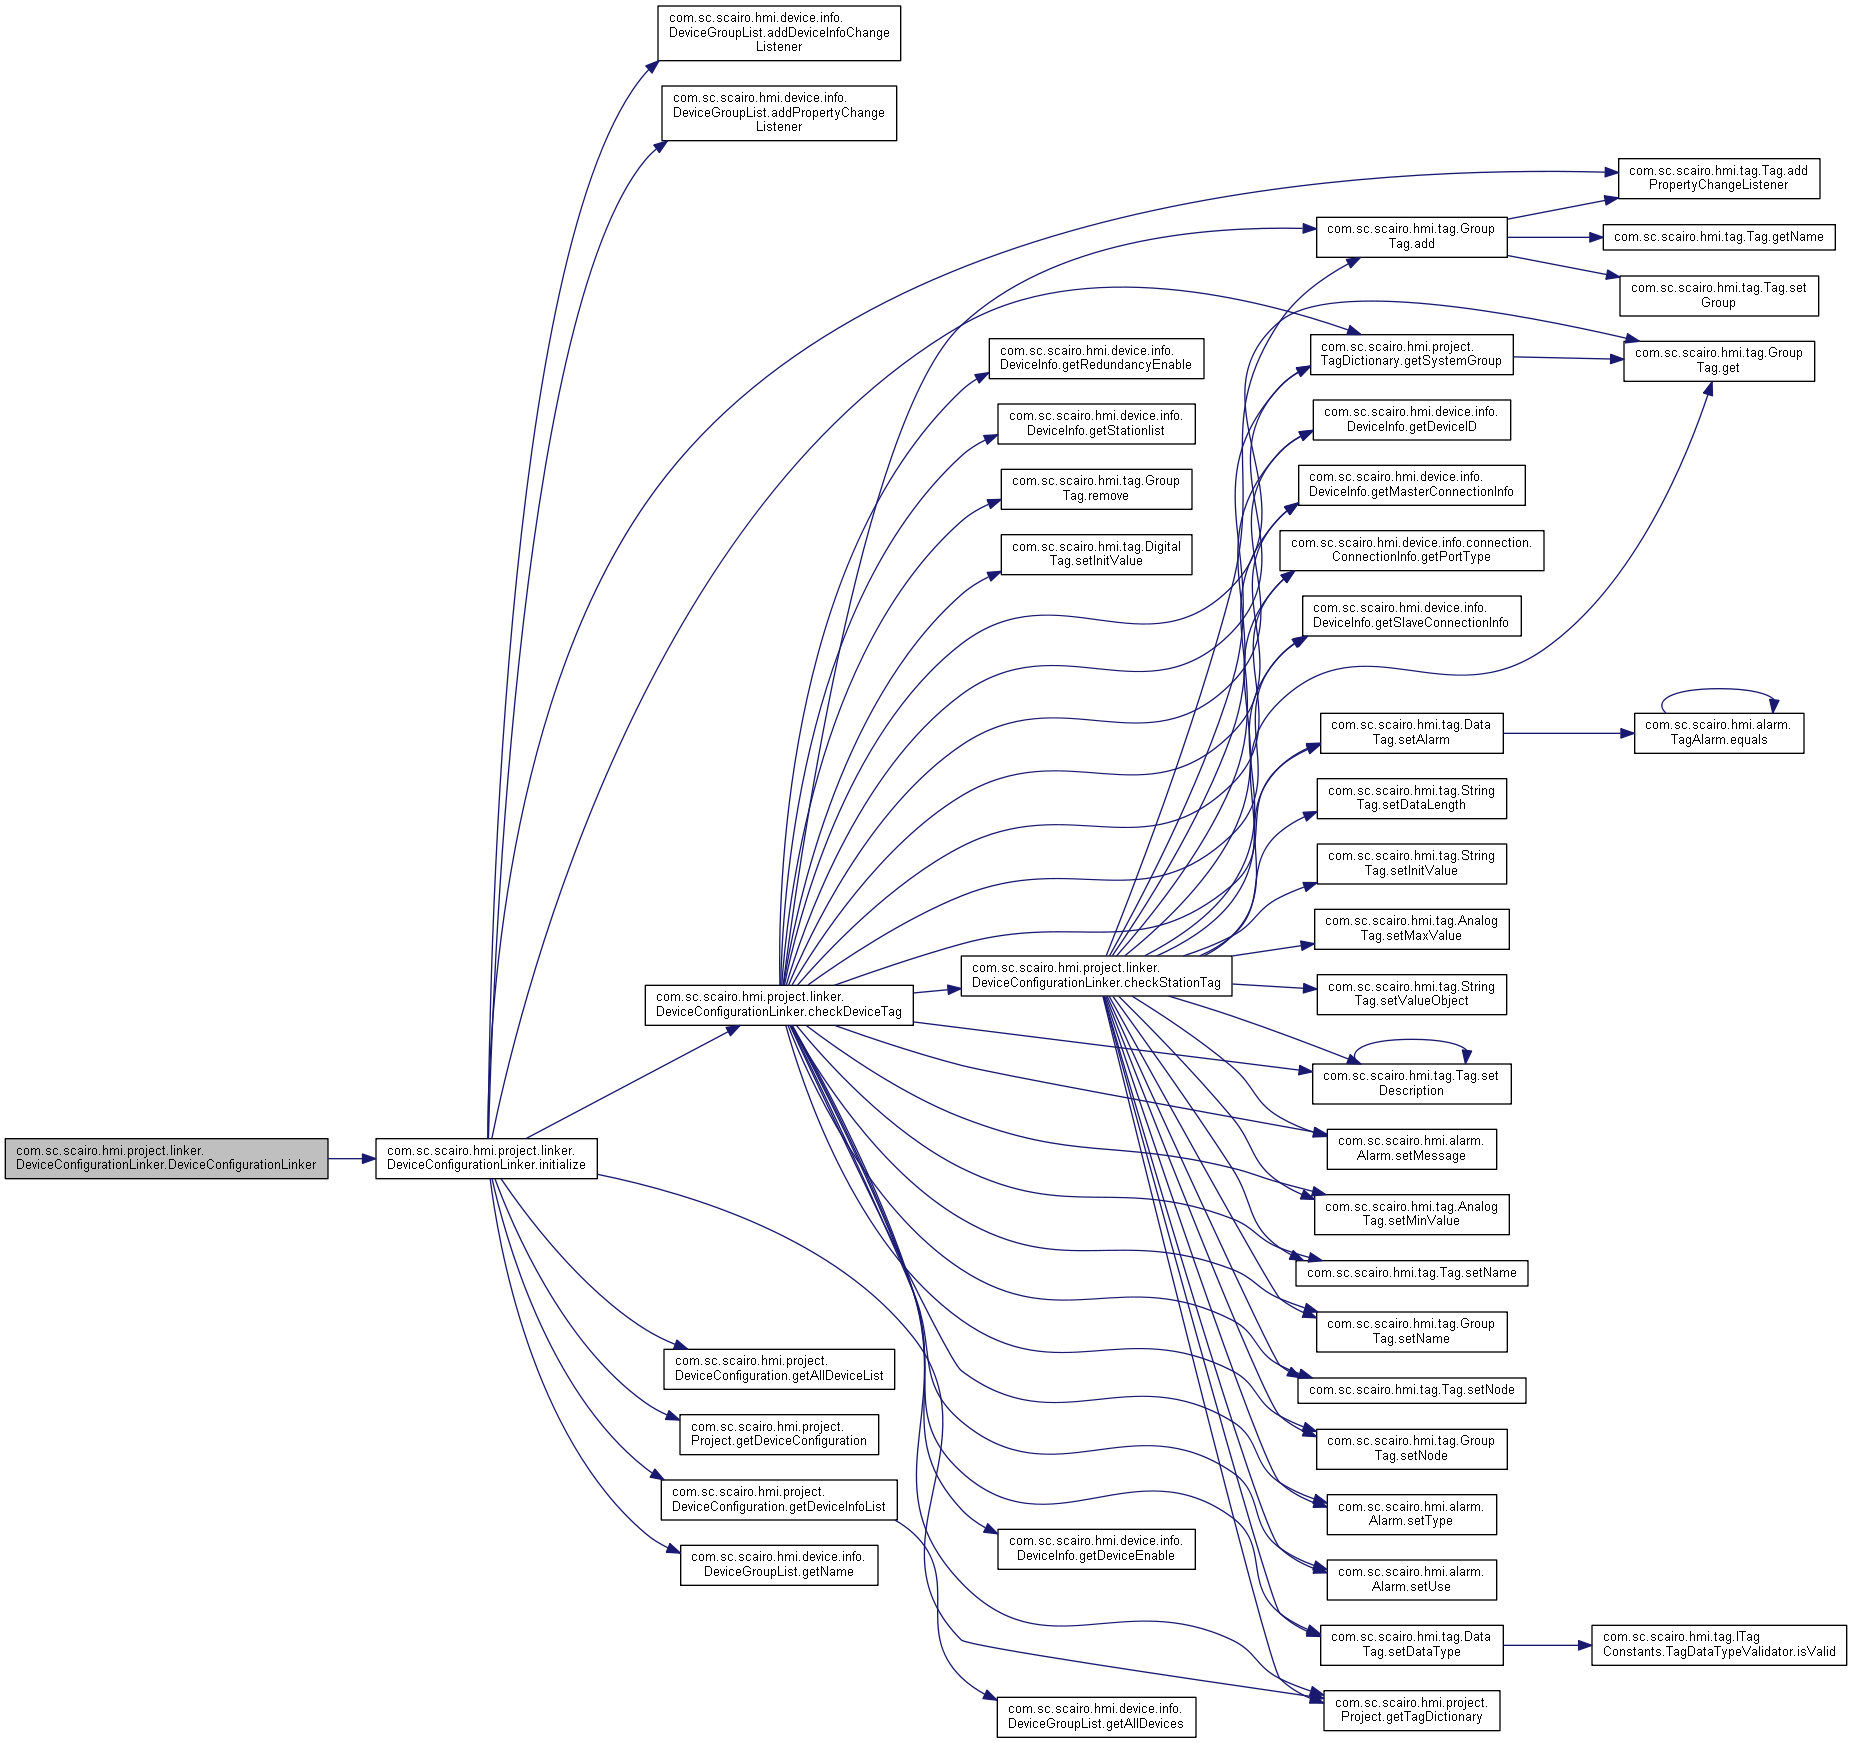 com.sc.scairo.hmi.device.info.
DeviceGroupList.addDeviceInfoChange
Listener
com.sc.scairo.hmi.device.info.
DeviceGroupList.addPropertyChange
Listener
com.sc.scairo.hmi.tag.Tag.add
PropertyChangeListener
com.sc.scairo.hmi.tag.Group
Tag.add
com.sc.scairo.hmi.tag.Tag.getName
com.sc.scairo.hmi.tag.Tag.set
Group
com.sc.scairo.hmi.device.info.
DeviceInfo.getRedundancyEnable
com.sc.scairo.hmi.project.
TagDictionary.getSystemGroup
com.sc.scairo.hmi.tag.Group
Tag.get
com.sc.scairo.hmi.device.info.
DeviceInfo.getStationlist
com.sc.scairo.hmi.device.info.
DeviceInfo.getDeviceID
com.sc.scairo.hmi.tag.Group
Tag.remove
com.sc.scairo.hmi.device.info.
DeviceInfo.getMasterConnectionInfo
com.sc.scairo.hmi.tag.Digital
Tag.setInitValue
com.sc.scairo.hmi.device.info.connection.
ConnectionInfo.getPortType
com.sc.scairo.hmi.device.info.
DeviceInfo.getSlaveConnectionInfo
com.sc.scairo.hmi.tag.Data
Tag.setAlarm
com.sc.scairo.hmi.alarm.
TagAlarm.equals
com.sc.scairo.hmi.tag.String
Tag.setDataLength
com.sc.scairo.hmi.tag.String
Tag.setInitValue
com.sc.scairo.hmi.tag.Analog
Tag.setMaxValue
com.sc.scairo.hmi.project.linker.
DeviceConfigurationLinker.checkStationTag
com.sc.scairo.hmi.project.linker.
DeviceConfigurationLinker.checkDeviceTag
com.sc.scairo.hmi.tag.String
Tag.setValueObject
com.sc.scairo.hmi.tag.Tag.set
Description
com.sc.scairo.hmi.project.linker.
DeviceConfigurationLinker.DeviceConfigurationLinker
com.sc.scairo.hmi.project.linker.
DeviceConfigurationLinker.initialize
com.sc.scairo.hmi.alarm.
Alarm.setMessage
com.sc.scairo.hmi.tag.Analog
Tag.setMinValue
com.sc.scairo.hmi.tag.Tag.setName
com.sc.scairo.hmi.tag.Group
Tag.setName
com.sc.scairo.hmi.project.
DeviceConfiguration.getAllDeviceList
com.sc.scairo.hmi.tag.Tag.setNode
com.sc.scairo.hmi.project.
Project.getDeviceConfiguration
com.sc.scairo.hmi.tag.Group
Tag.setNode
com.sc.scairo.hmi.project.
DeviceConfiguration.getDeviceInfoList
com.sc.scairo.hmi.alarm.
Alarm.setType
com.sc.scairo.hmi.device.info.
DeviceGroupList.getName
com.sc.scairo.hmi.device.info.
DeviceInfo.getDeviceEnable
com.sc.scairo.hmi.alarm.
Alarm.setUse
com.sc.scairo.hmi.tag.Data
Tag.setDataType
com.sc.scairo.hmi.tag.ITag
Constants.TagDataTypeValidator.isValid
com.sc.scairo.hmi.device.info.
DeviceGroupList.getAllDevices
com.sc.scairo.hmi.project.
Project.getTagDictionary